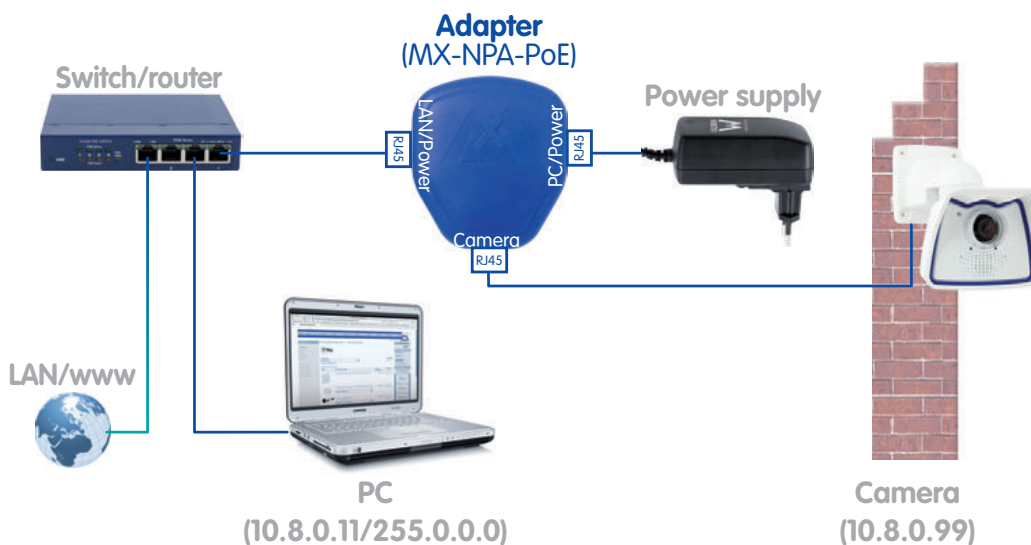 Adapter
(MX-NPA-PoE)
Switch/router
Power supply
LAN/Power
RJ45
PC/Power
RJ45
Camera
RJ45
LAN/www
PC
(10.8.0.11/255.0.0.0)
Camera
(10.8.0.99)